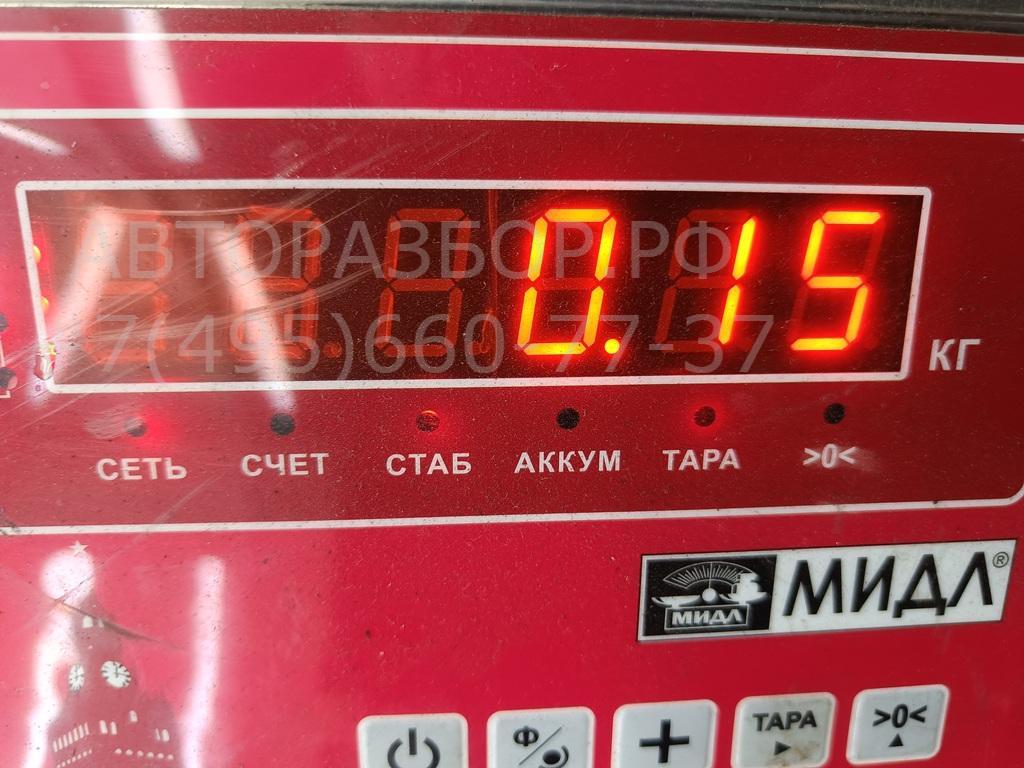 0.15
КГ
АВТОРАЗБОР.РФ
7(495)660-77-37
СЕТЬ СЧЕТ СТАБ АККУМ ТАРА >0<
МИДЛ МИДЛ®
Ф + ТАРА >0<